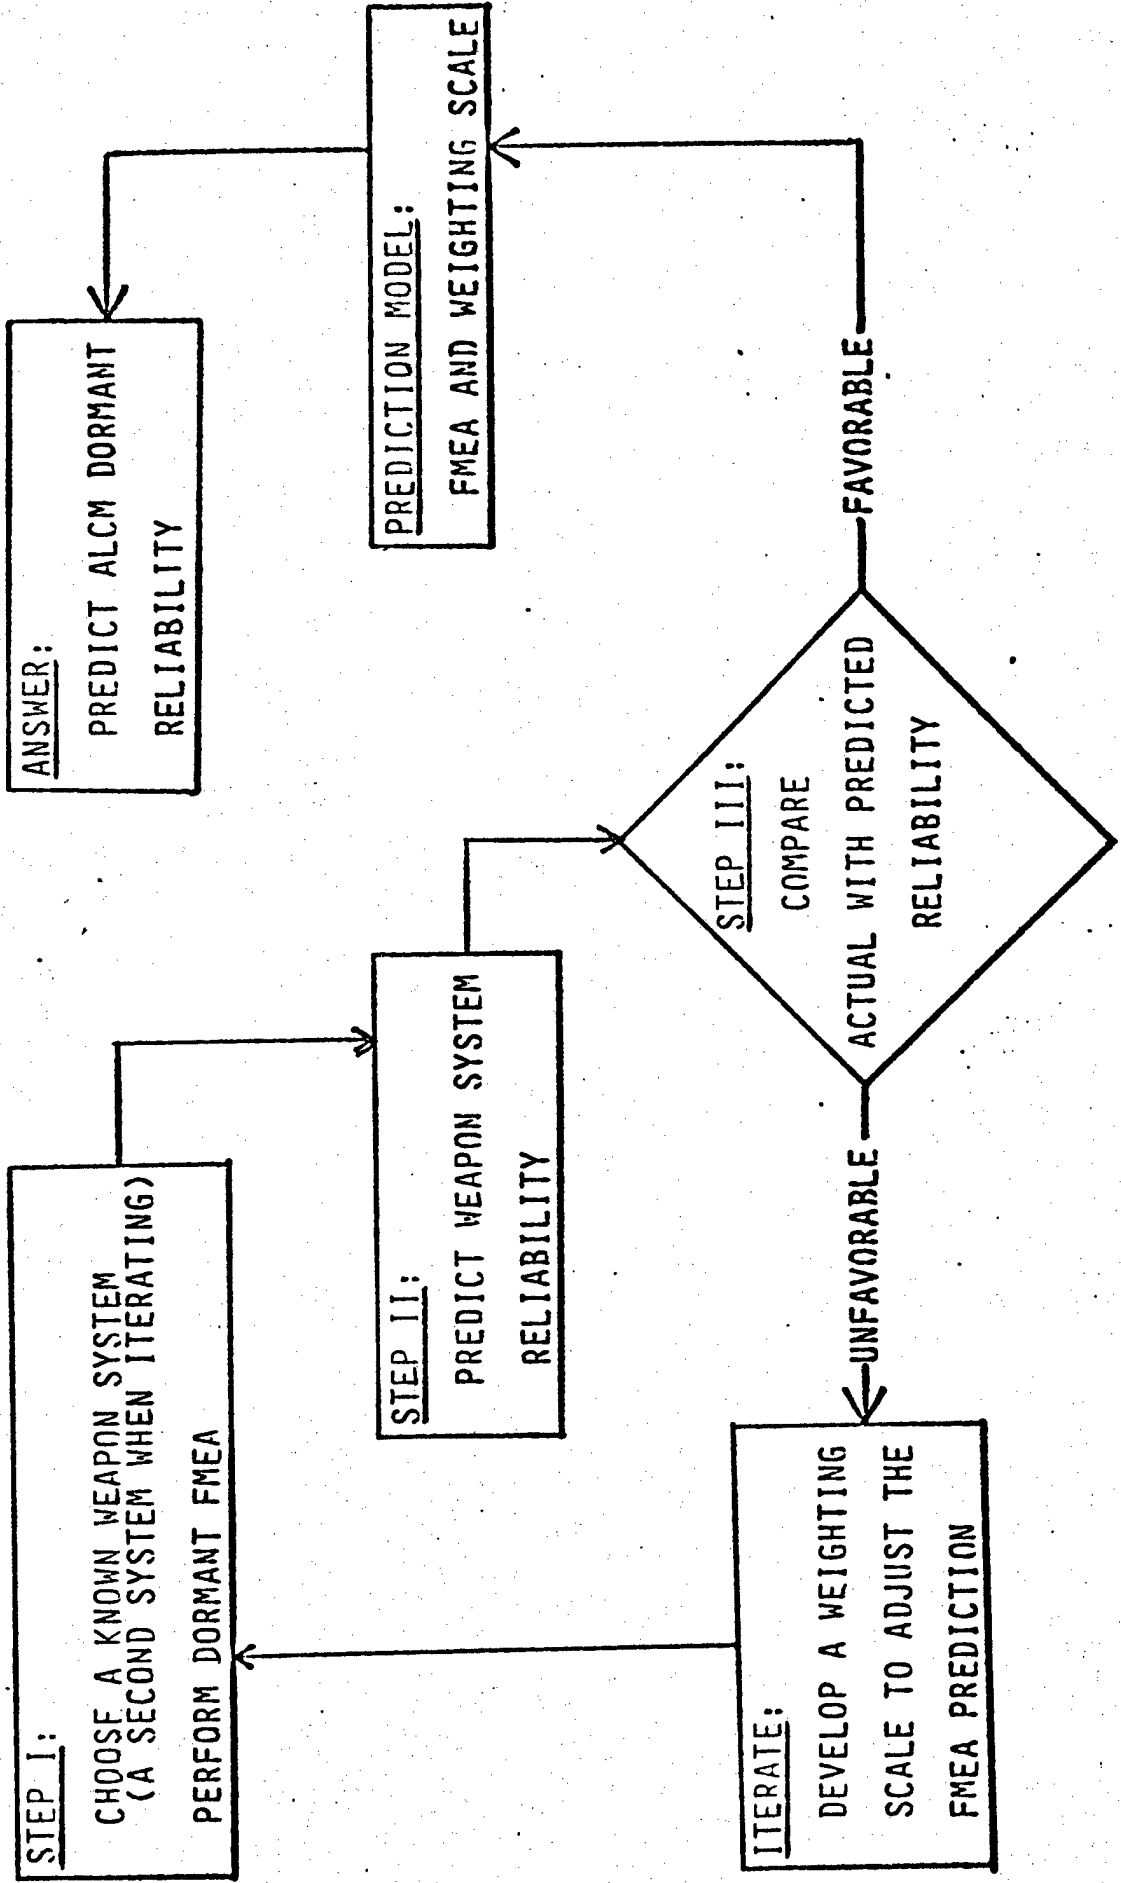 STEP I:
CHOOSE A KNOWN WEAPON SYSTEM
(A SECOND SYSTEM WHEN ITERATING)
PERFORM DORMANT FMEA
STEP II:
PREDICT WEAPON SYSTEM
RELIABILITY
STEP III:
COMPARE
ACTUAL WITH PREDICTED
RELIABILITY
UNFAVORABLE
FAVORABLE
ITERATE:
DEVELOP A WEIGHTING
SCALE TO ADJUST THE
FMEA PREDICTION
PREDICTION MODEL:
FMEA AND WEIGHTING SCALE
ANSWER:
PREDICT ALCM DORMANT
RELIABILITY